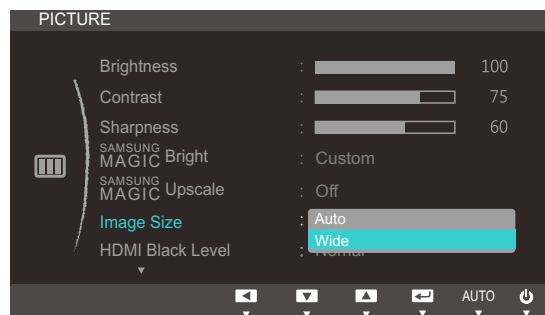 PICTURE
Brightness : 100
Contrast : 75
Sharpness : 60
SAMSUNG MAGIC Bright : Custom
SAMSUNG MAGIC Upscale : Off
Image Size : Auto
Wide
HDMI Black Level : Normal
AUTO